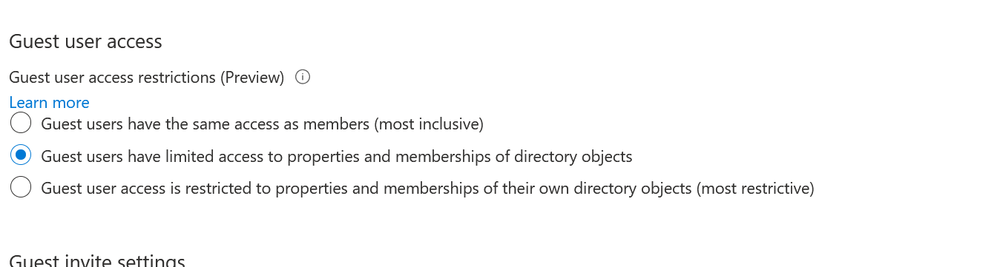 Guest user access
Guest user access restrictions (Preview)
Learn more
Guest users have the same access as members (most inclusive)
Guest users have limited access to properties and memberships of directory objects
Guest user access is restricted to properties and memberships of their own directory objects (most restrictive)
Guest invite settings